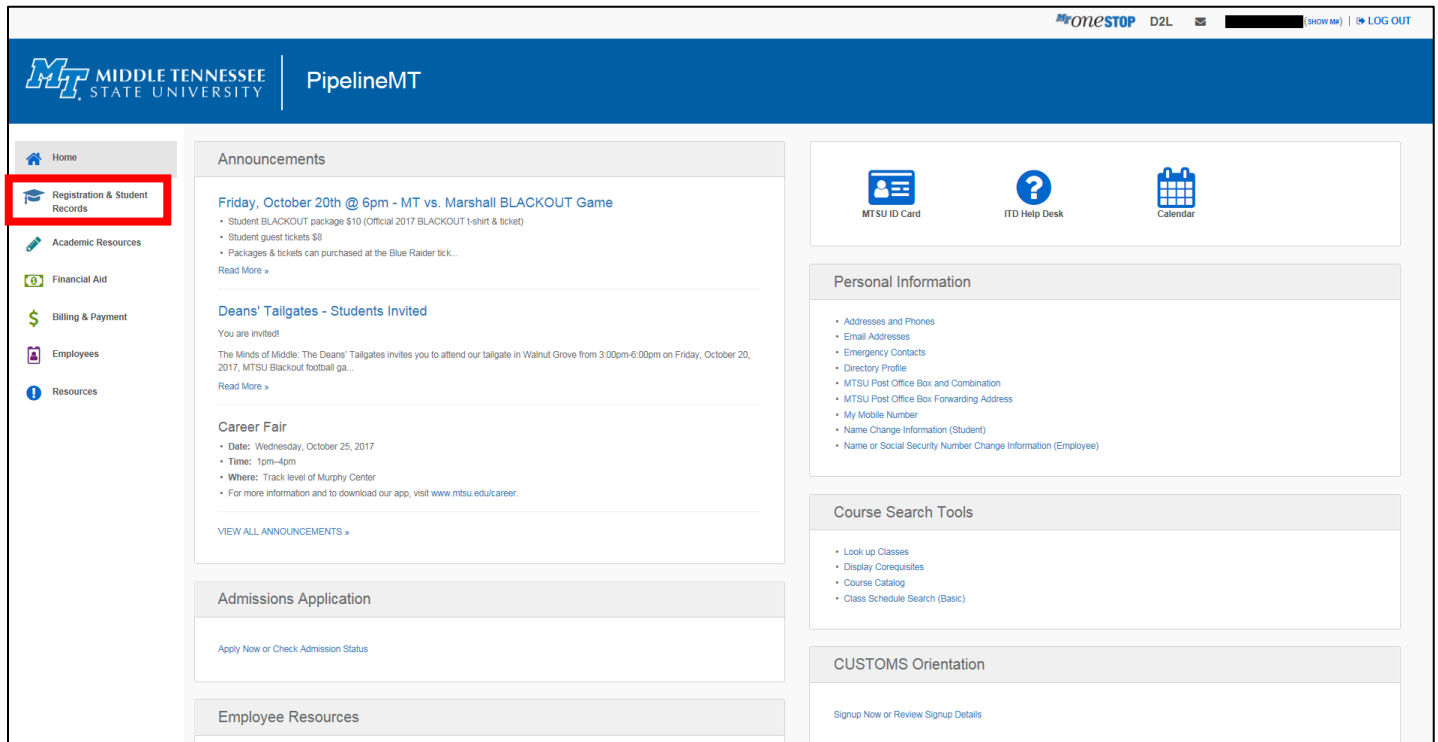 MT ONESTOP D2L (SHOW M#) | LOG OUT
MT MIDDLE TENNESSEE
STATE UNIVERSITY
PipelineMT
Home
Registration & Student
Records
Academic Resources
Financial Aid
Billing & Payment
Employees
Resources
Announcements
Friday, October 20th @ 6pm - MT vs. Marshall BLACKOUT Game
• Student BLACKOUT package $10 (Official 2017 BLACKOUT t-shirt & ticket)
• Student guest tickets $8
• Packages & tickets can purchased at the Blue Raider tick...
Read More »
Deans' Tailgates - Students Invited
You are invited!
The Minds of Middle: The Deans' Tailgates invites you to attend our tailgate in Walnut Grove from 3:00pm-6:00pm on Friday, October 20,
2017, MTSU Blackout football ga...
Read More »
Career Fair
• Date: Wednesday, October 25, 2017
• Time: 1pm–4pm
• Where: Track level of Murphy Center
• For more information and to download our app, visit www.mtsu.edu/career.
VIEW ALL ANNOUNCEMENTS »
Admissions Application
Apply Now or Check Admission Status
Employee Resources
MTSU ID Card
ITD Help Desk
Calendar
Personal Information
• Addresses and Phones
• Email Addresses
• Emergency Contacts
• Directory Profile
• MTSU Post Office Box and Combination
• MTSU Post Office Box Forwarding Address
• My Mobile Number
• Name Change Information (Student)
• Name or Social Security Number Change Information (Employee)
Course Search Tools
• Look up Classes
• Display Corequisites
• Course Catalog
• Class Schedule Search (Basic)
CUSTOMS Orientation
Signup Now or Review Signup Details